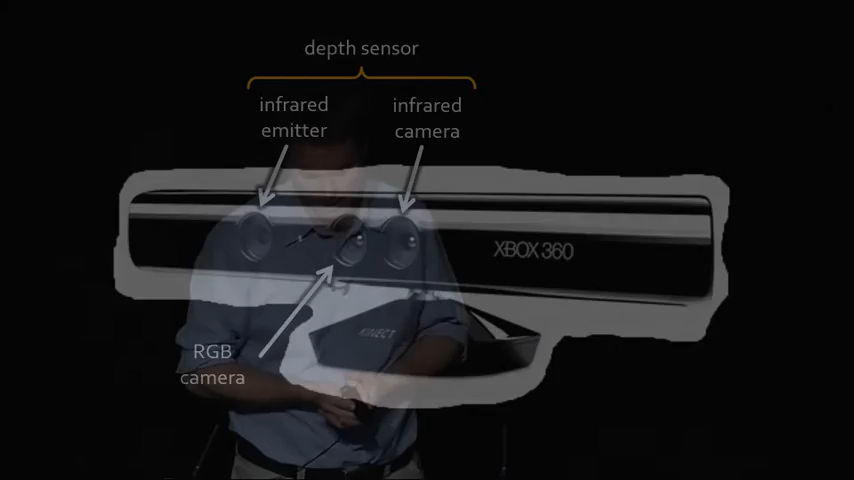 depth sensor
infrared
emitter
infrared
camera
XBOX 360
KINECT
RGB
camera